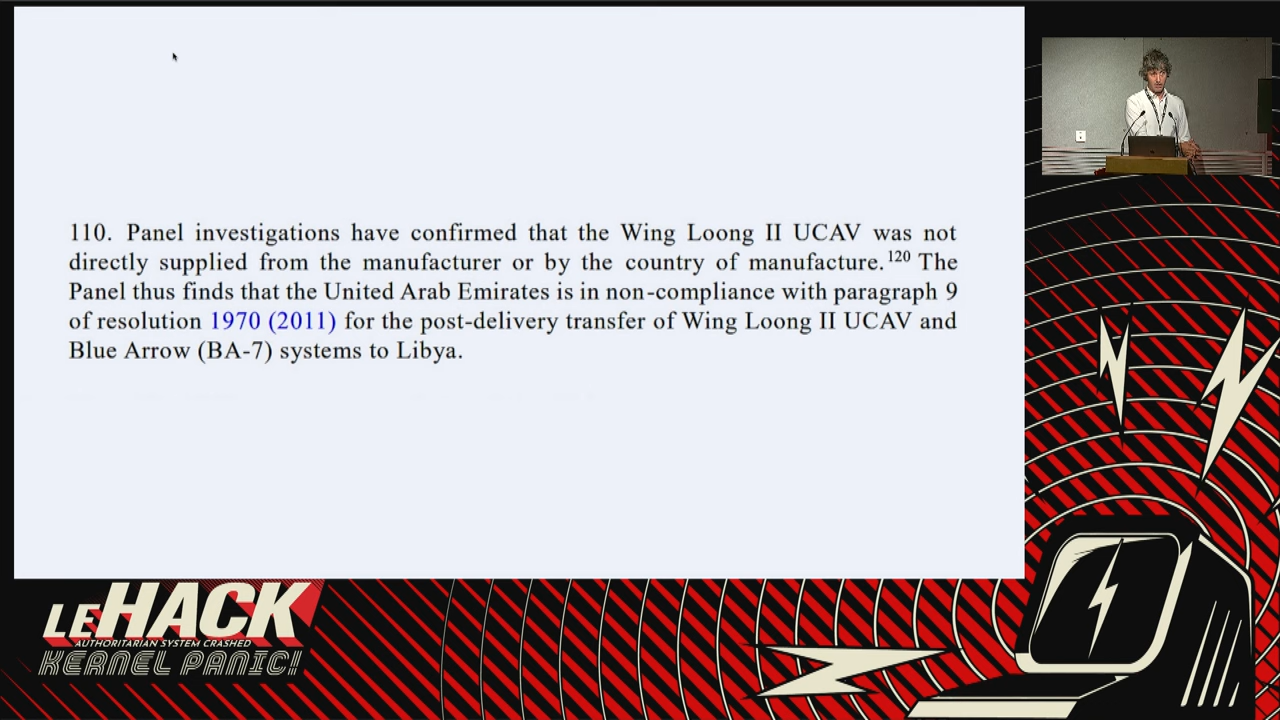 110. Panel investigations have confirmed that the Wing Loong II UCAV was not
directly supplied from the manufacturer or by the country of manufacture.120 The
Panel thus finds that the United Arab Emirates is in non-compliance with paragraph 9
of resolution 1970 (2011) for the post-delivery transfer of Wing Loong II UCAV and
Blue Arrow (BA-7) systems to Libya.
LEHACK
AUTHORITARIAN SYSTEM CRASHED
KERNEL PANIC!